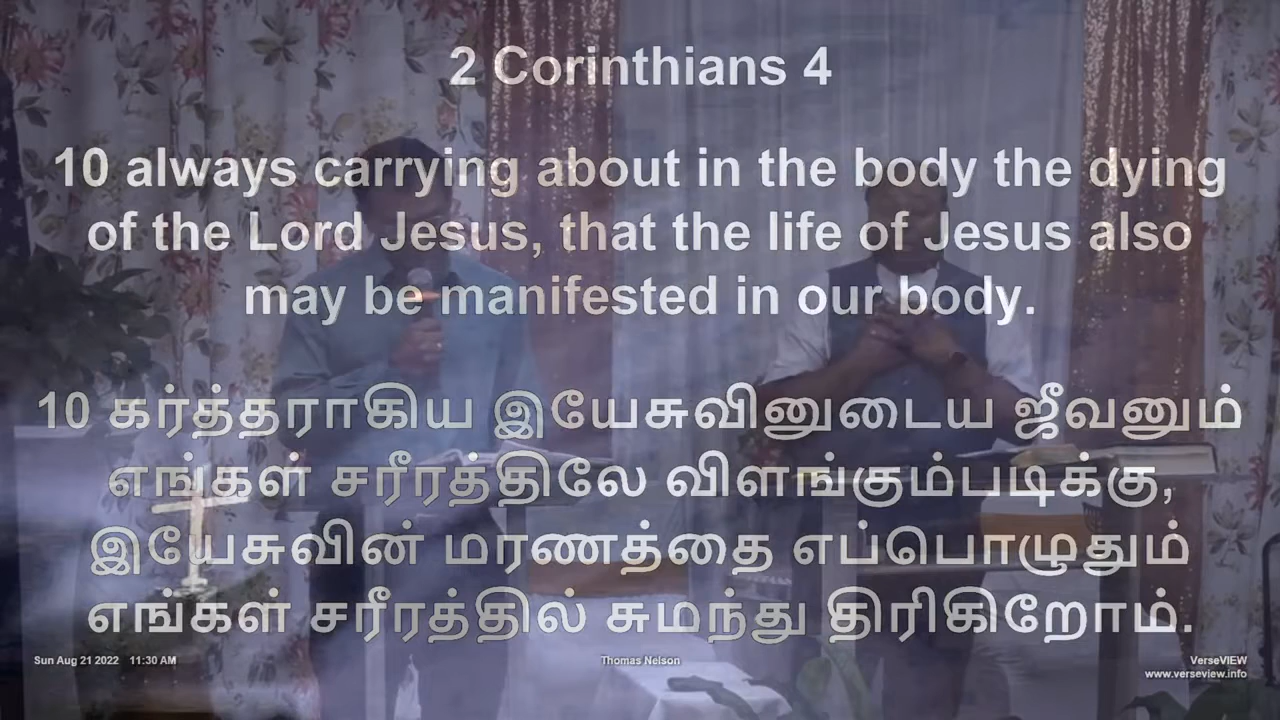 2 Corinthians 4
10 always carrying about in the body the dying
of the Lord Jesus, that the life of Jesus also
may be manifested in our body.
10 கர்த்தராகிய இயேசுவினுடைய ஜீவனும்
எங்கள் சரீரத்திலே விளங்கும்படிக்கு,
இயேசுவின் மரணத்தை எப்பொழுதும்
எங்கள் சரீரத்தில் சுமந்து திரிகிறோம்.
Sun Aug 21 2022 11:30 AM
Thomas Nelson
VerseVIEW
www.verseview.info